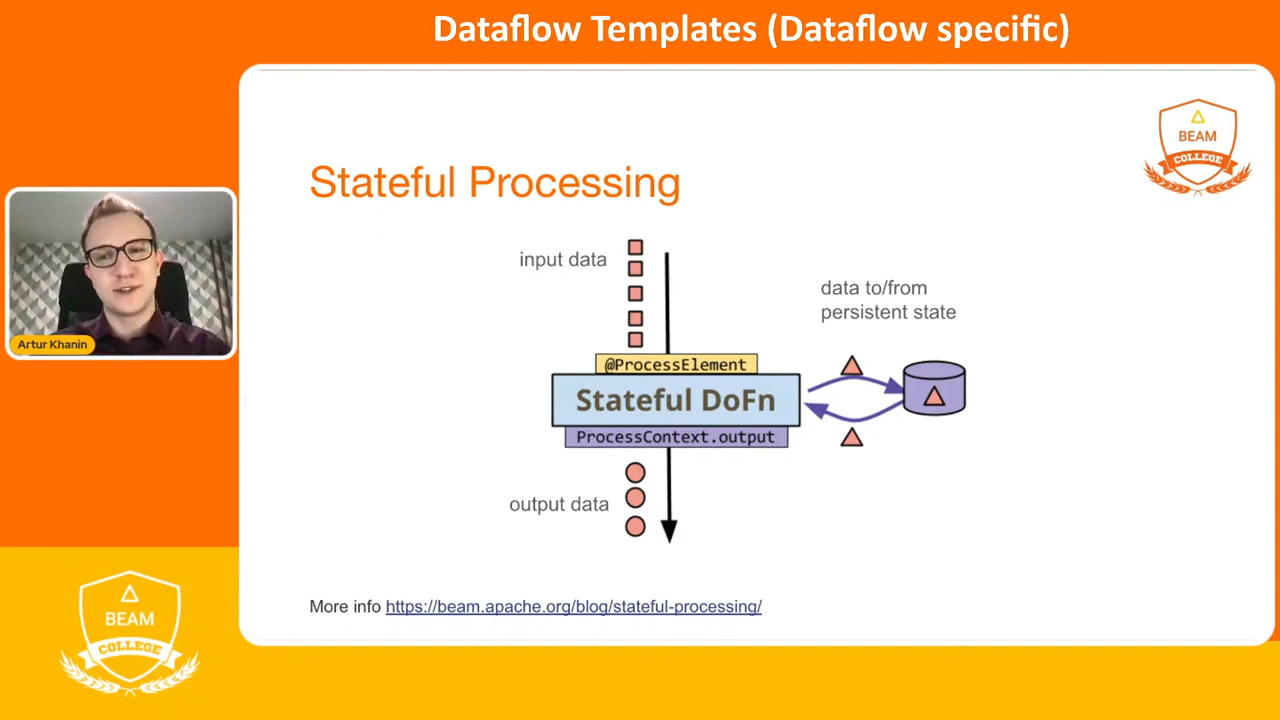 Dataflow Templates (Dataflow specific)
BEAM
COLLEGE
Stateful Processing
input data
data to/from
persistent state
@ProcessElement
Stateful DoFn
ProcessContext.output
output data
Artur Khanin
More info https://beam.apache.org/blog/stateful-processing/
BEAM
COLLEGE